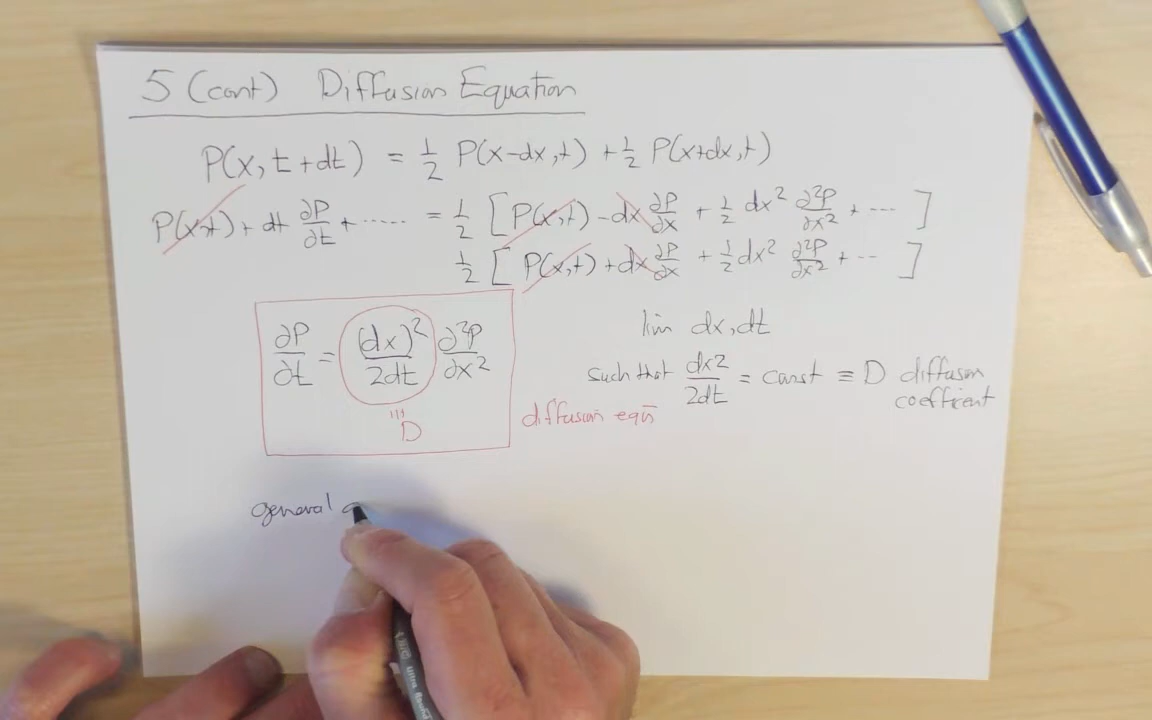 5 (cont) Diffusion Equation
P(x, t + dt) = 1/2 P(x-dx, t) + 1/2 P(x+dx, t)
P(x,t) + dt ∂P/∂t + ...... = 1/2 [ P(x,t) - dx ∂P/∂x + 1/2 dx² ∂²P/∂x² + ... ]
1/2 [ P(x,t) + dx ∂P/∂x + 1/2 dx² ∂²P/∂x² + ... ]
lim dx, dt
∂P/∂t = (dx)²/2dt ∂²P/∂x²
such that dx2/2dt = const ≡ D diffusion
coefficient
D
diffusion eqn
general